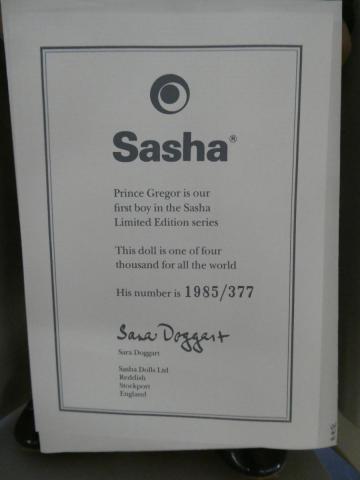 Sasha®
Prince Gregor is our
first boy in the Sasha
Limited Edition series
This doll is one of four
thousand for all the world
His number is 1985/377
Sara Doggart
Sara Doggart
Sasha Dolls Ltd
Reddish
Stockport
England